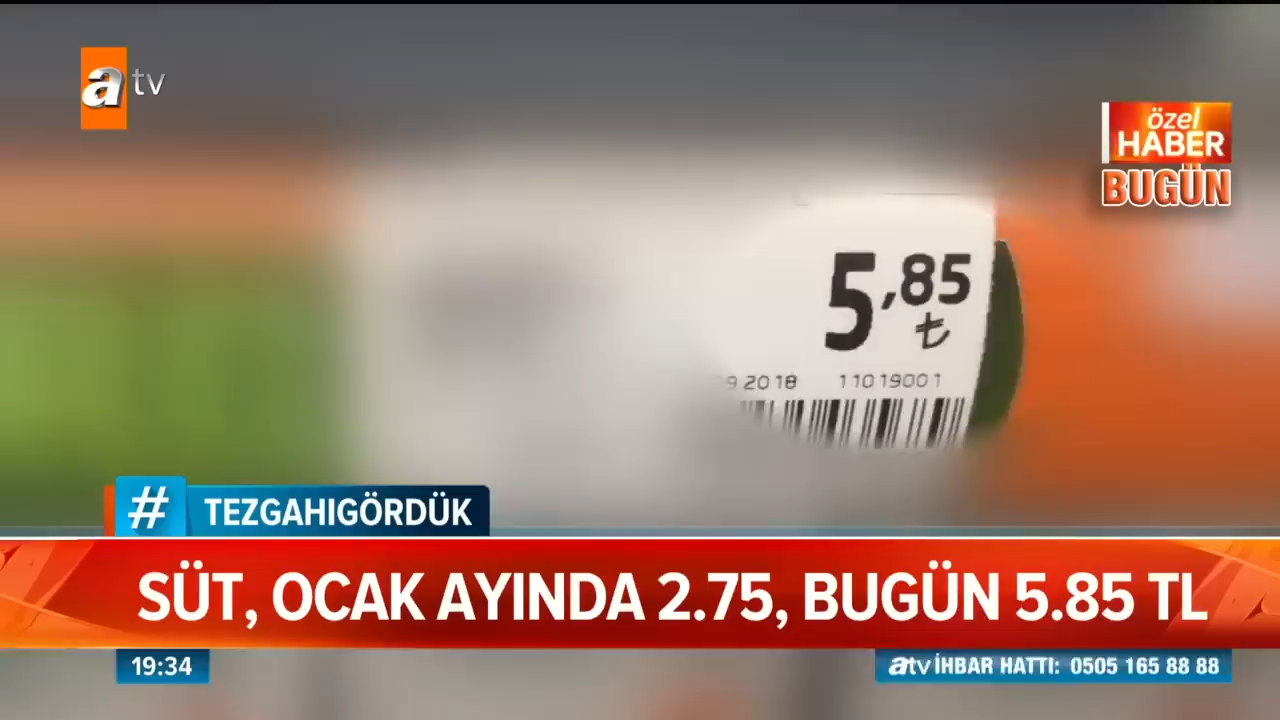 atv
özel
HABER
BUGÜN
5,85
₺
9 2018 11019001
# TEZGAHIGÖRDÜK
SÜT, OCAK AYINDA 2.75, BUGÜN 5.85 TL
19:34
atv İHBAR HATTI: 0505 165 88 88